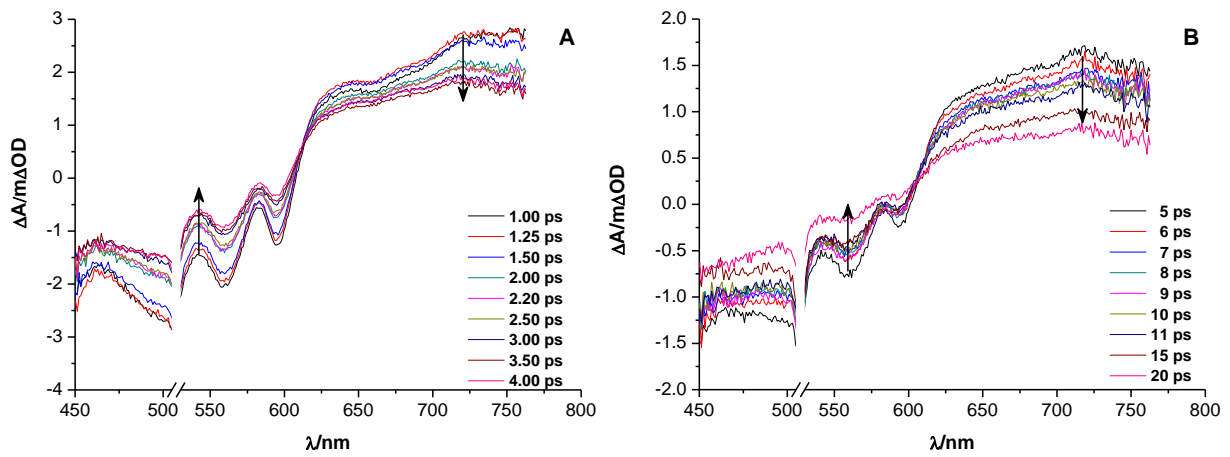 A
ΔA/mΔOD
3
2
1
0
-1
-2
-3
-4
450 500 550 600 650 700 750 800
λ/nm
1.00 ps
1.25 ps
1.50 ps
2.00 ps
2.20 ps
2.50 ps
3.00 ps
3.50 ps
4.00 ps
B
ΔA/mΔOD
2.0
1.5
1.0
0.5
0.0
-0.5
-1.0
-1.5
-2.0
450 500 550 600 650 700 750 800
λ/nm
5 ps
6 ps
7 ps
8 ps
9 ps
10 ps
11 ps
15 ps
20 ps